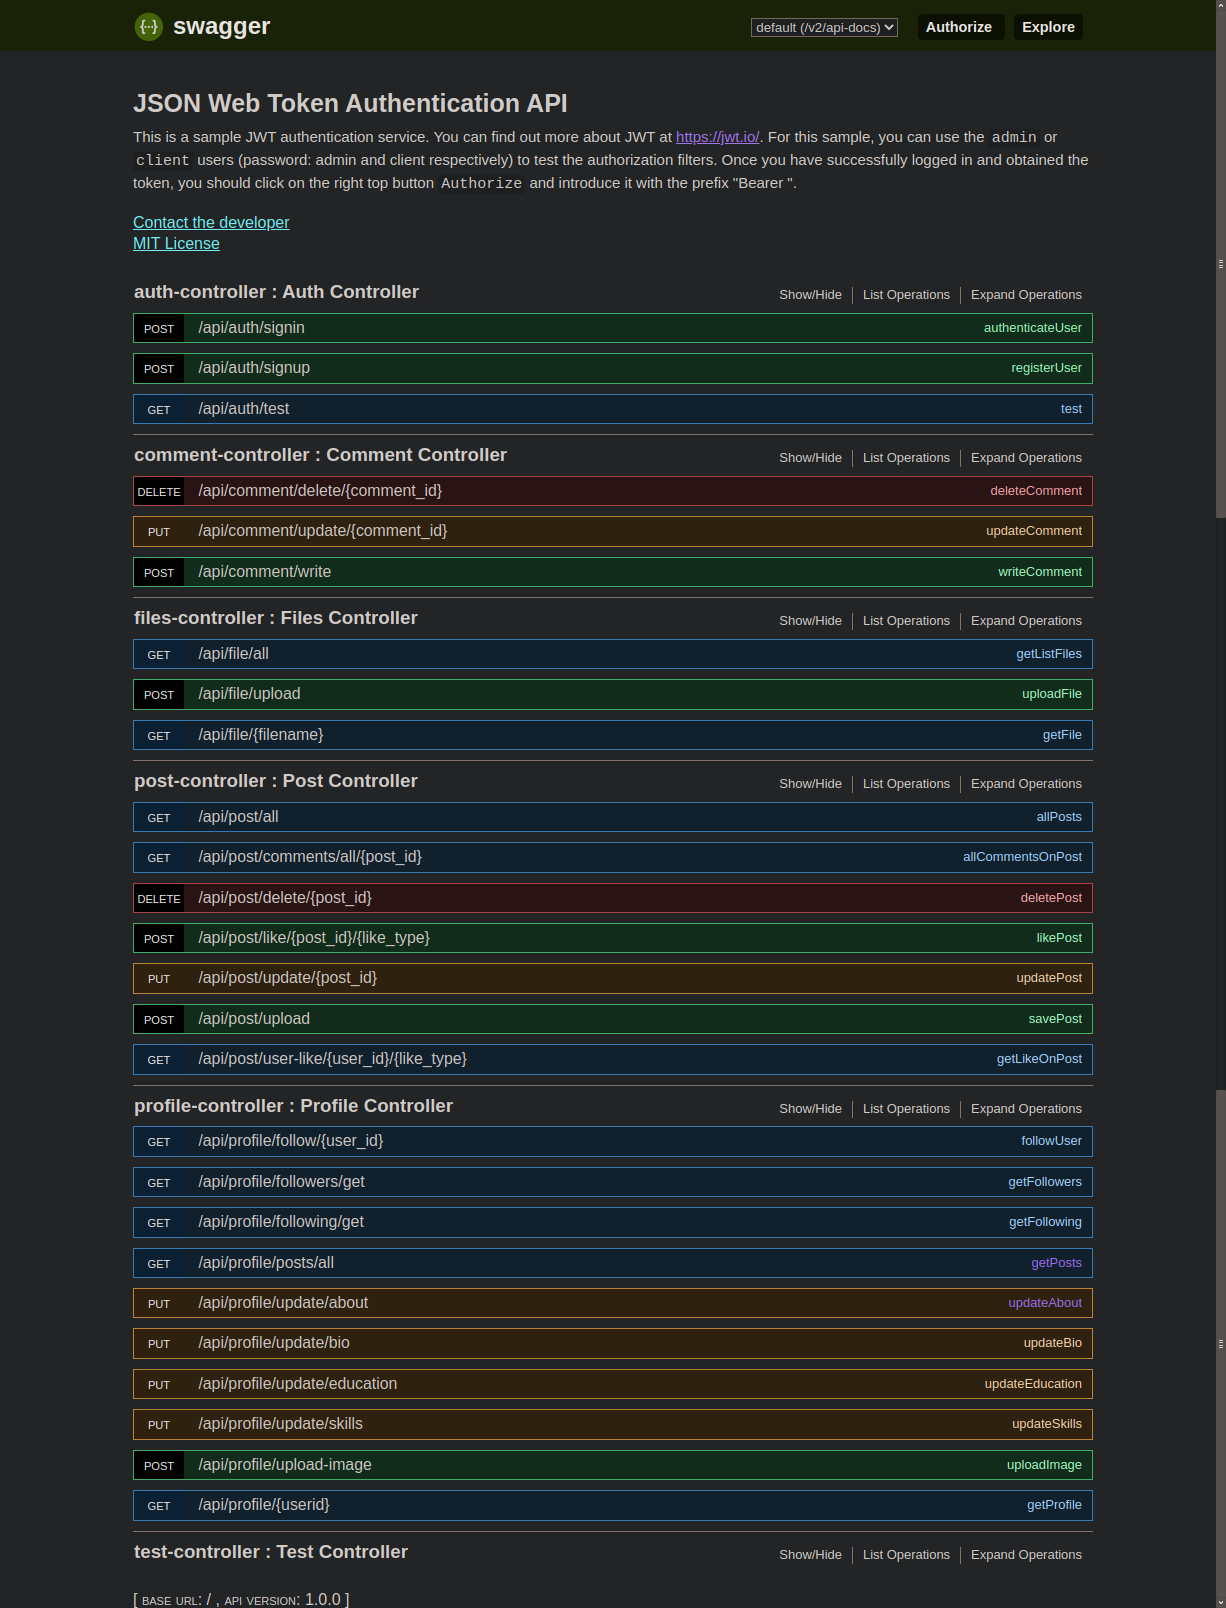 swagger
default (/v2/api-docs)
Authorize
Explore
JSON Web Token Authentication API
This is a sample JWT authentication service. You can find out more about JWT at https://jwt.io/. For this sample, you can use the admin or
client users (password: admin and client respectively) to test the authorization filters. Once you have successfully logged in and obtained the
token, you should click on the right top button Authorize and introduce it with the prefix "Bearer ".
Contact the developer
MIT License
auth-controller : Auth Controller Show/Hide List Operations Expand Operations
POST /api/auth/signin authenticateUser
POST /api/auth/signup registerUser
GET /api/auth/test test
comment-controller : Comment Controller Show/Hide List Operations Expand Operations
DELETE /api/comment/delete/{comment_id} deleteComment
PUT /api/comment/update/{comment_id} updateComment
POST /api/comment/write writeComment
files-controller : Files Controller Show/Hide List Operations Expand Operations
GET /api/file/all getListFiles
POST /api/file/upload uploadFile
GET /api/file/{filename} getFile
post-controller : Post Controller Show/Hide List Operations Expand Operations
GET /api/post/all allPosts
GET /api/post/comments/all/{post_id} allCommentsOnPost
DELETE /api/post/delete/{post_id} deletePost
POST /api/post/like/{post_id}/{like_type} likePost
PUT /api/post/update/{post_id} updatePost
POST /api/post/upload savePost
GET /api/post/user-like/{user_id}/{like_type} getLikeOnPost
profile-controller : Profile Controller Show/Hide List Operations Expand Operations
GET /api/profile/follow/{user_id} followUser
GET /api/profile/followers/get getFollowers
GET /api/profile/following/get getFollowing
GET /api/profile/posts/all getPosts
PUT /api/profile/update/about updateAbout
PUT /api/profile/update/bio updateBio
PUT /api/profile/update/education updateEducation
PUT /api/profile/update/skills updateSkills
POST /api/profile/upload-image uploadImage
GET /api/profile/{userid} getProfile
test-controller : Test Controller Show/Hide List Operations Expand Operations
[ BASE URL: / , API VERSION: 1.0.0 ]